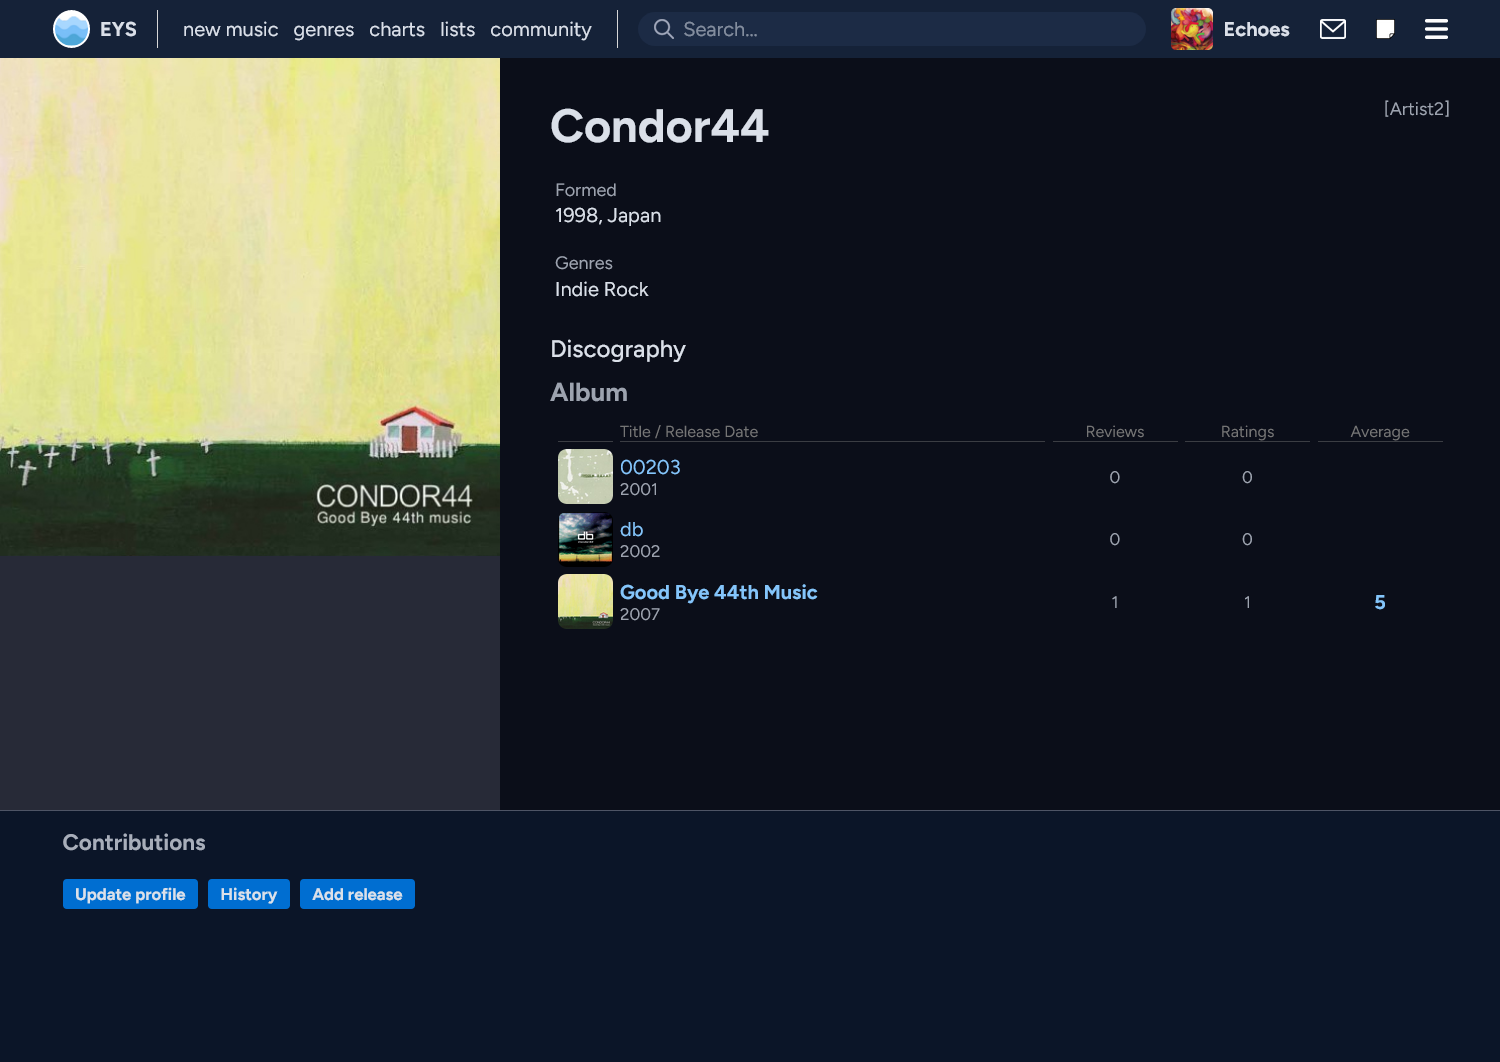 EYS
new music genres charts lists community
Search...
Echoes
CONDOR44
Good Bye 44th music
Condor44
[Artist2]
Formed
1998, Japan
Genres
Indie Rock
Discography
Album
Title / Release Date Reviews Ratings Average
00203
2001
0 0
db
db
2002
0 0
Good Bye 44th Music
2007
1 1 5
Contributions
Update profile History Add release